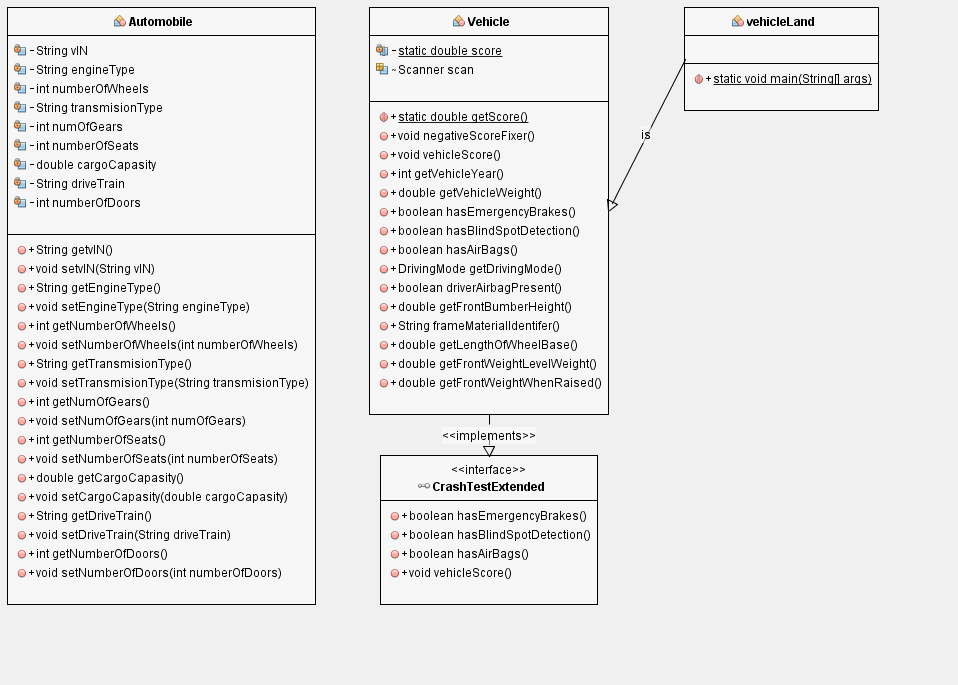 Automobile
-String vIN
-String engineType
-int numberOfWheels
-String transmisionType
-int numOfGears
-int numberOfSeats
-double cargoCapasity
-String driveTrain
-int numberOfDoors
+String getvIN()
+void setvIN(String vIN)
+String getEngineType()
+void setEngineType(String engineType)
+int getNumberOfWheels()
+void setNumberOfWheels(int numberOfWheels)
+String getTransmisionType()
+void setTransmisionType(String transmisionType)
+int getNumOfGears()
+void setNumOfGears(int numOfGears)
+int getNumberOfSeats()
+void setNumberOfSeats(int numberOfSeats)
+double getCargoCapasity()
+void setCargoCapasity(double cargoCapasity)
+String getDriveTrain()
+void setDriveTrain(String driveTrain)
+int getNumberOfDoors()
+void setNumberOfDoors(int numberOfDoors)
Vehicle
-static double score
~Scanner scan
+static double getScore()
+void negativeScoreFixer()
+void vehicleScore()
+int getVehicleYear()
+double getVehicleWeight()
+boolean hasEmergencyBrakes()
+boolean hasBlindSpotDetection()
+boolean hasAirBags()
+DrivingMode getDrivingMode()
+boolean driverAirbagPresent()
+double getFrontBumberHeight()
+String frameMaterialIdentifer()
+double getLengthOfWheelBase()
+double getFrontWeightLevelWeight()
+double getFrontWeightWhenRaised()
<<implements>>
<<interface>>
CrashTestExtended
+boolean hasEmergencyBrakes()
+boolean hasBlindSpotDetection()
+boolean hasAirBags()
+void vehicleScore()
vehicleLand
+static void main(String[] args)
is